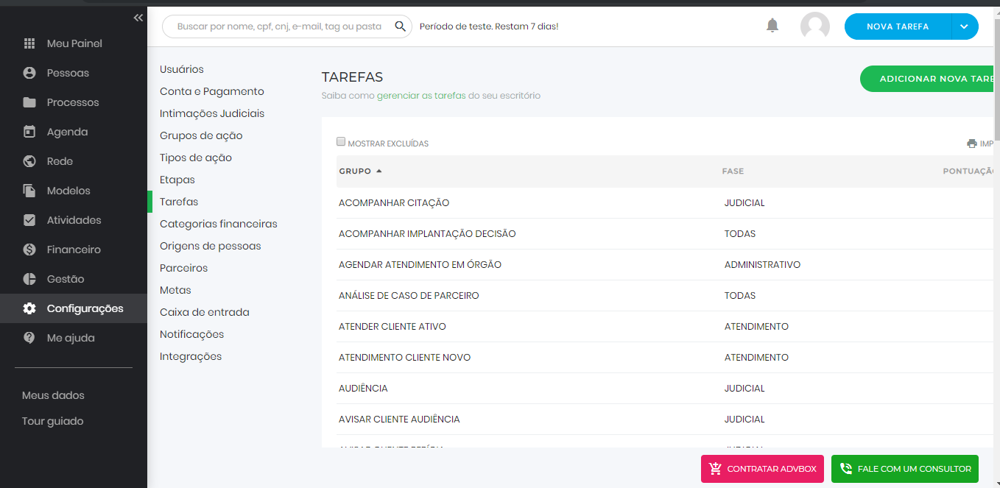 Meu Painel
Pessoas
Processos
Agenda
Rede
Modelos
Atividades
Financeiro
Gestão
Configurações
Me ajuda
Meus dados
Tour guiado
Buscar por nome, cpf, cnj, e-mail, tag ou pasta
Período de teste. Restam 7 dias!
NOVA TAREFA
Usuários
Conta e Pagamento
Intimações Judiciais
Grupos de ação
Tipos de ação
Etapas
Tarefas
Categorias financeiras
Origens de pessoas
Parceiros
Metas
Caixa de entrada
Notificações
Integrações
TAREFAS
ADICIONAR NOVA TARE
Saiba como gerenciar as tarefas do seu escritório
MOSTRAR EXCLUÍDAS
IMP
GRUPO FASE PONTUAÇÃO
ACOMPANHAR CITAÇÃO JUDICIAL
ACOMPANHAR IMPLANTAÇÃO DECISÃO TODAS
AGENDAR ATENDIMENTO EM ÓRGÃO ADMINISTRATIVO
ANÁLISE DE CASO DE PARCEIRO TODAS
ATENDER CLIENTE ATIVO ATENDIMENTO
ATENDIMENTO CLIENTE NOVO ATENDIMENTO
AUDIÊNCIA JUDICIAL
AVISAR CLIENTE AUDIÊNCIA JUDICIAL
CONTRATAR ADVBOX
FALE COM UM CONSULTOR